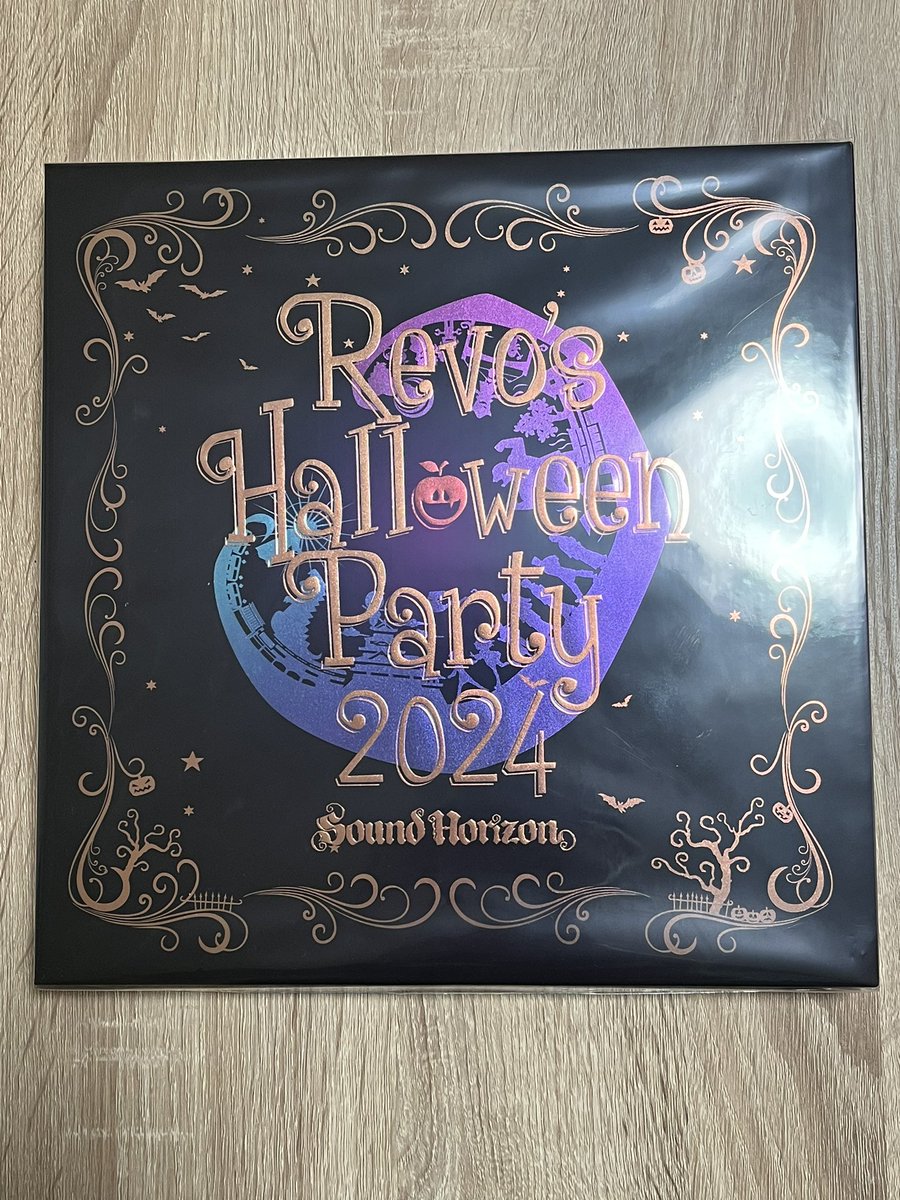 Revo's
Halloween
Party
2024
Sound Horizon